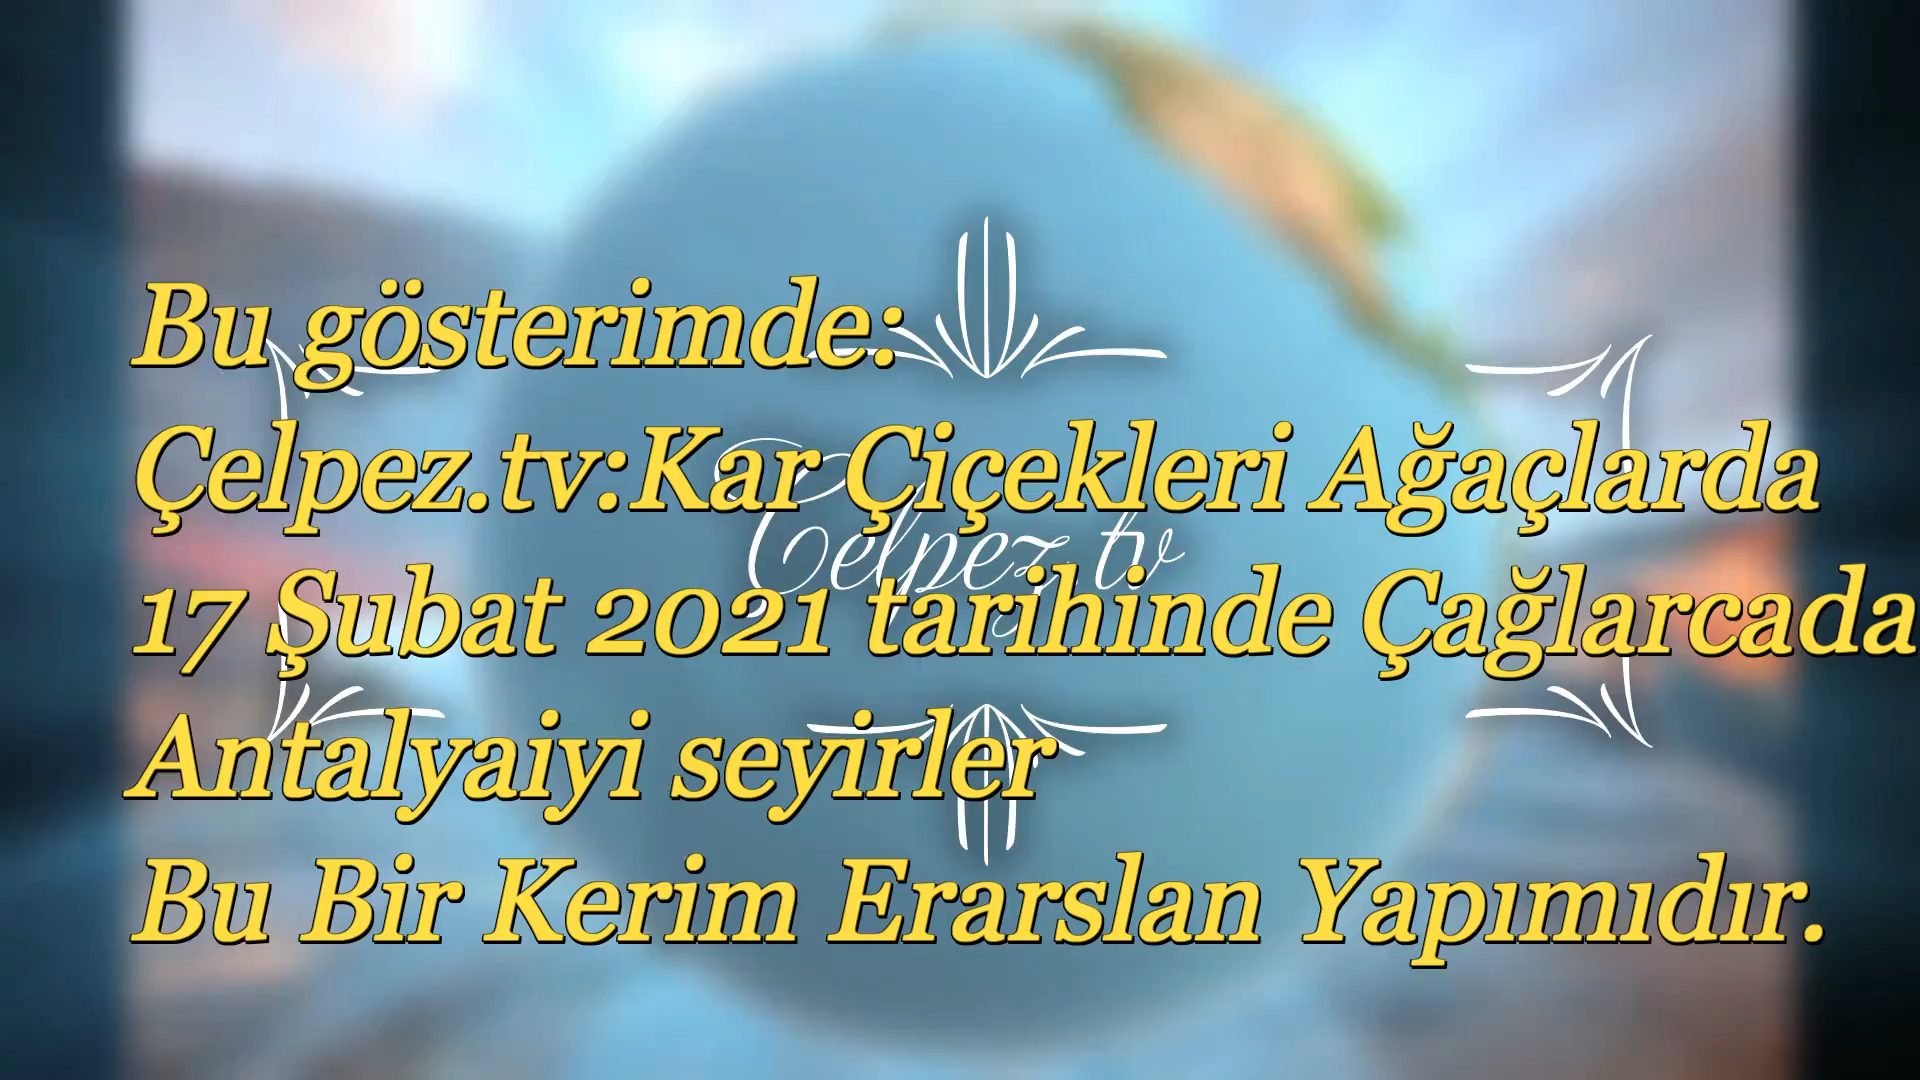 Bu gösterimde:
Çelpez.tv:Kar Çiçekleri Ağaçlarda
Çelpez.tv
17 Şubat 2021 tarihinde Çağlarcada
Antalyaiyi seyirler
Bu Bir Kerim Erarslan Yapımıdır.